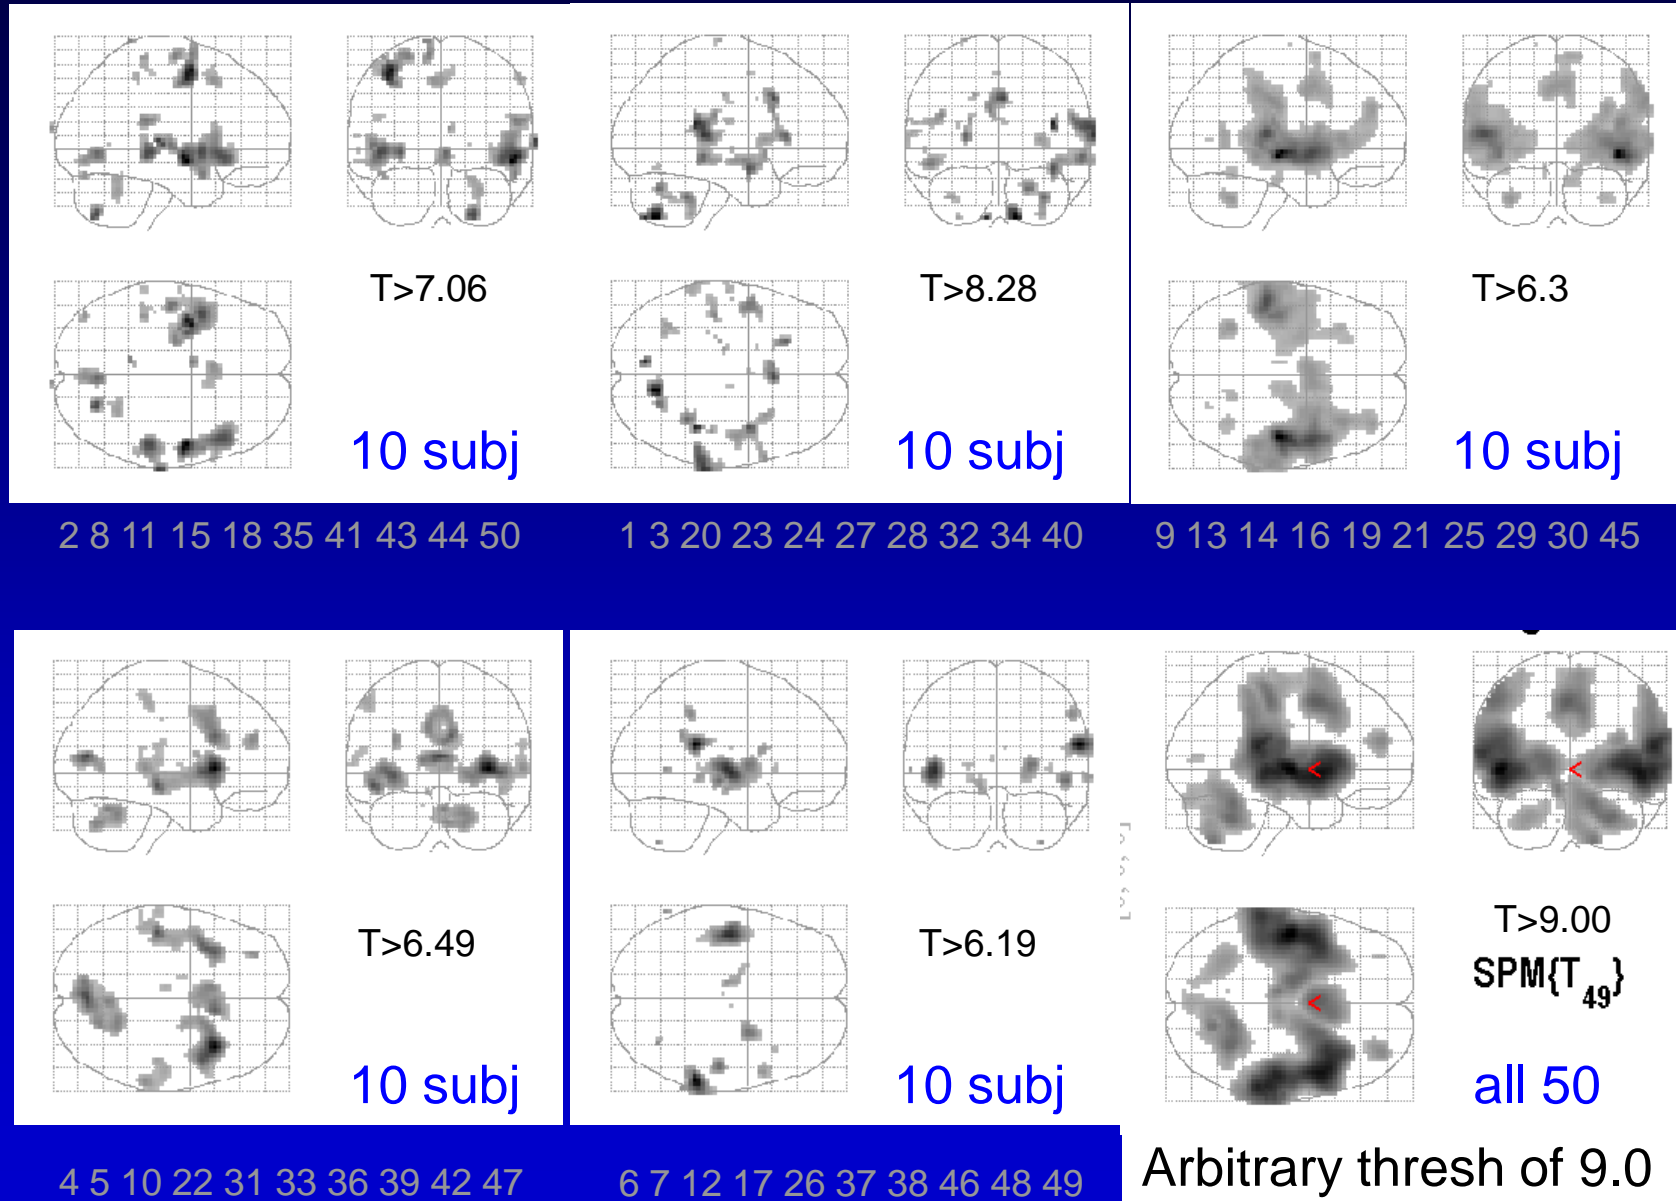 T>7.06
10 subj
T>8.28
10 subj
T>6.3
10 subj
2 8 11 15 18 35 41 43 44 50
1 3 20 23 24 27 28 32 34 40
9 13 14 16 19 21 25 29 30 45
T>6.49
10 subj
T>6.19
10 subj
T>9.00
SPM{T49}
all 50
4 5 10 22 31 33 36 39 42 47
6 7 12 17 26 37 38 46 48 49
Arbitrary thresh of 9.0